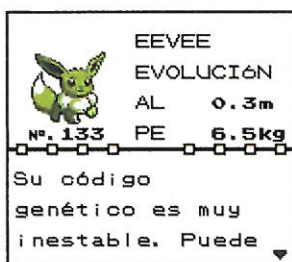 EEVEE
EVOLUCIÓN
AL 0.3m
Nº.133 PE 6.5kg
Su código
genético es muy
inestable. Puede